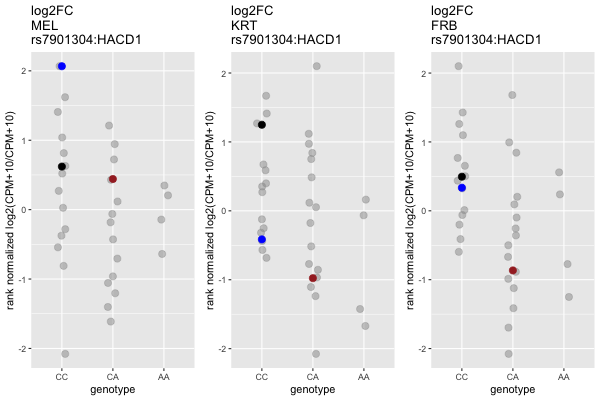 log2FC
MEL
rs7901304:HACD1
rank normalized log2(CPM+10/CPM+10)
2
1
0
-1
-2
CC
CA
AA
genotype
log2FC
KRT
rs7901304:HACD1
rank normalized log2(CPM+10/CPM+10)
2
1
0
-1
-2
CC
CA
AA
genotype
log2FC
FRB
rs7901304:HACD1
rank normalized log2(CPM+10/CPM+10)
2
1
0
-1
-2
CC
CA
AA
genotype